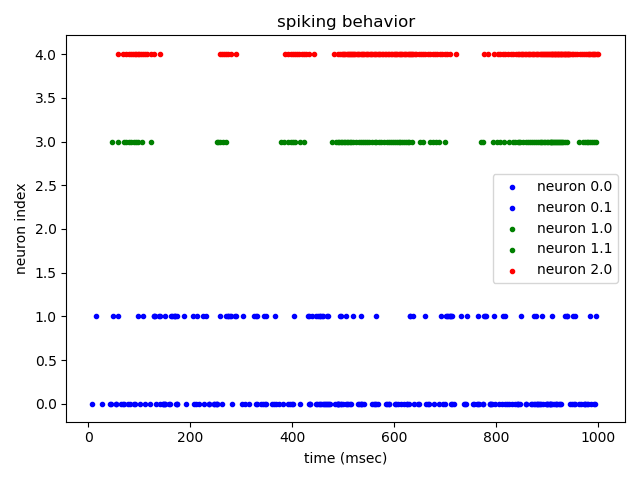 spiking behavior
4.0
3.5
3.0
2.5
2.0
1.5
1.0
0.5
0.0
neuron index
neuron 0.0
neuron 0.1
neuron 1.0
neuron 1.1
neuron 2.0
0 200 400 600 800 1000
time (msec)